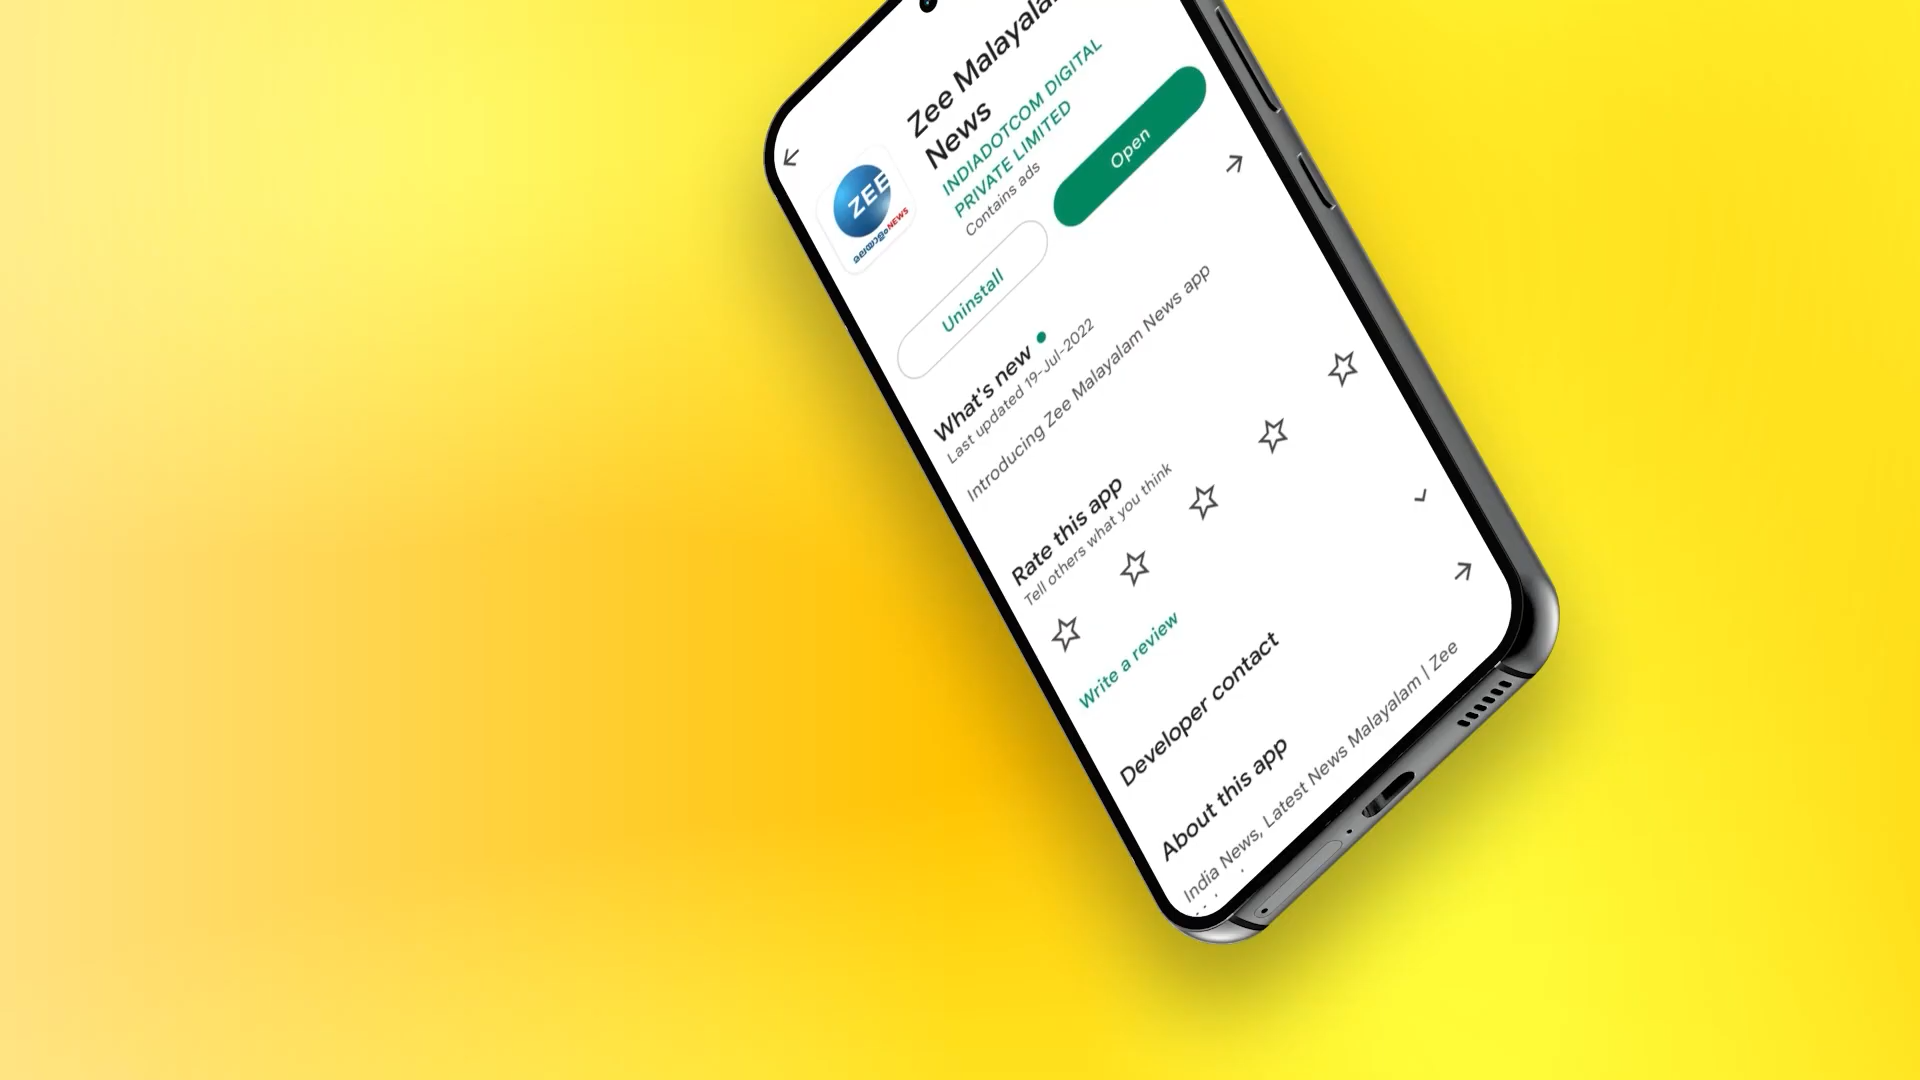 Zee Malayalam
News
INDIADOTCOM DIGITAL
PRIVATE LIMITED
Contains ads
ZEE
മലയാളം NEWS
Uninstall
Open
What's new
Last updated 19-Jul-2022
Introducing Zee Malayalam News app
Rate this app
Tell others what you think
Write a review
Developer contact
About this app
India News, Latest News Malayalam | Zee